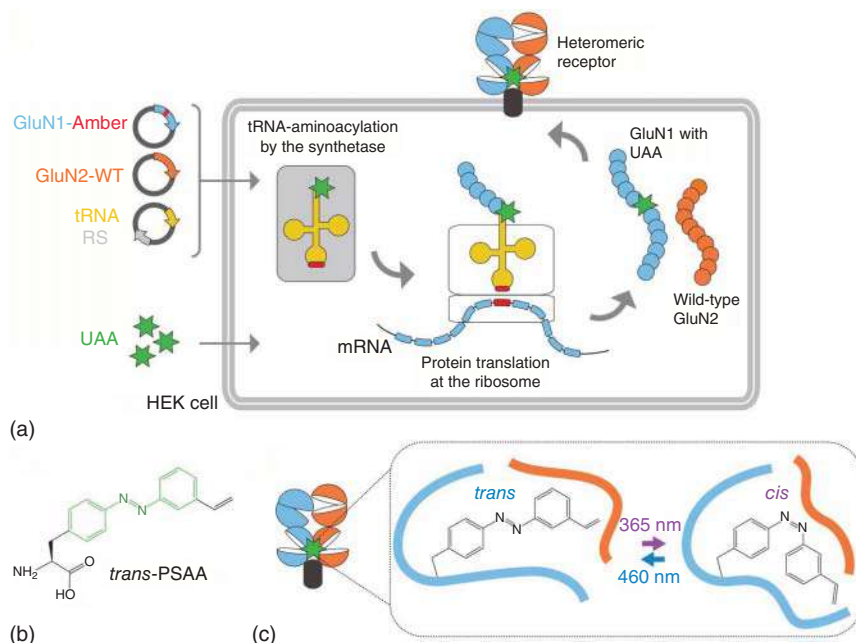 Heteromeric
receptor
GluN1-Amber
GluN2-WT
tRNA
RS
UAA
tRNA-aminoacylation
by the synthetase
GluN1 with
UAA
Wild-type
GluN2
mRNA
Protein translation
at the ribosome
HEK cell
(a)
N
N
NH₂
O
HO
trans-PSAA
(b)
trans
N
N
365 nm
460 nm
cis
N
N
(c)